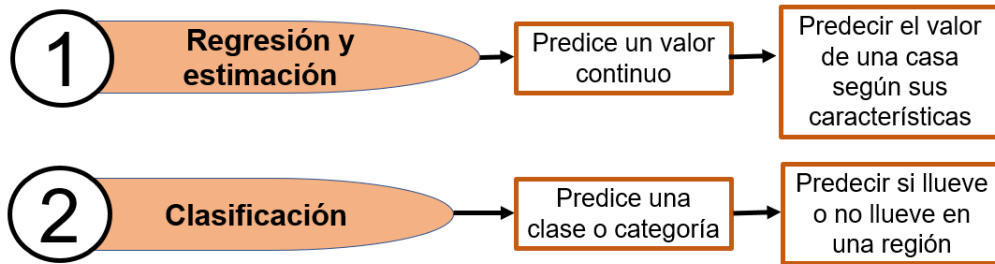 1
Regresión y
estimación
Predice un valor
continuo
Predecir el valor
de una casa
según sus
características
2
Clasificación
Predice una
clase o categoría
Predecir si llueve
o no llueve en
una región